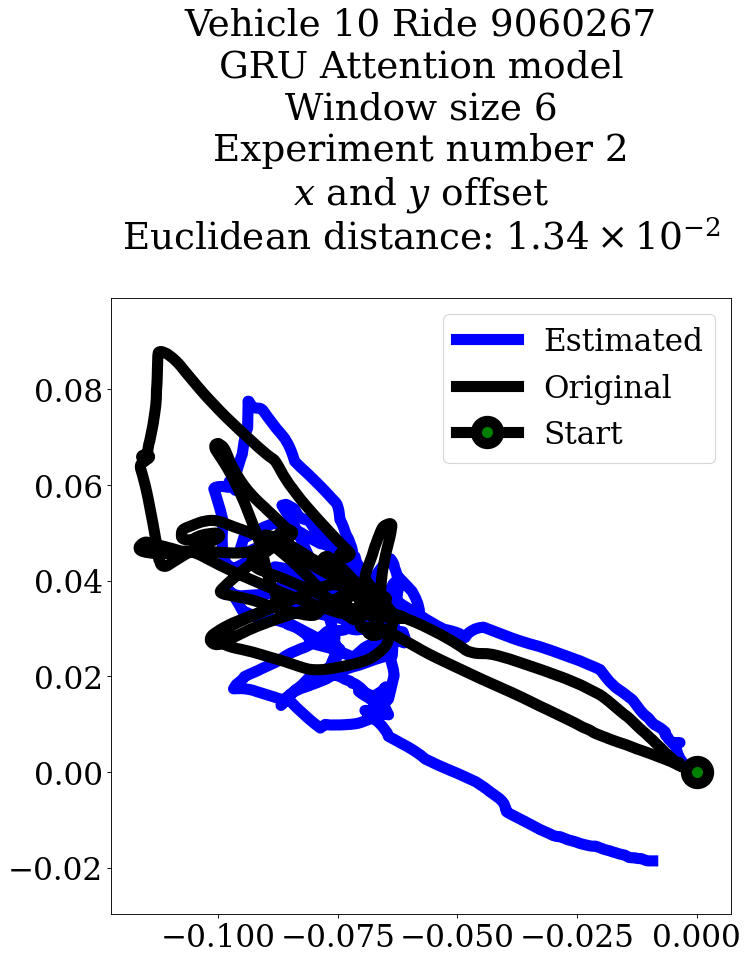 Vehicle 10 Ride 9060267
GRU Attention model
Window size 6
Experiment number 2
x and y offset
Euclidean distance: 1.34 × 10⁻²
Estimated
Original
Start
0.08
0.06
0.04
0.02
0.00
−0.02
−0.100 −0.075 −0.050 −0.025 0.000